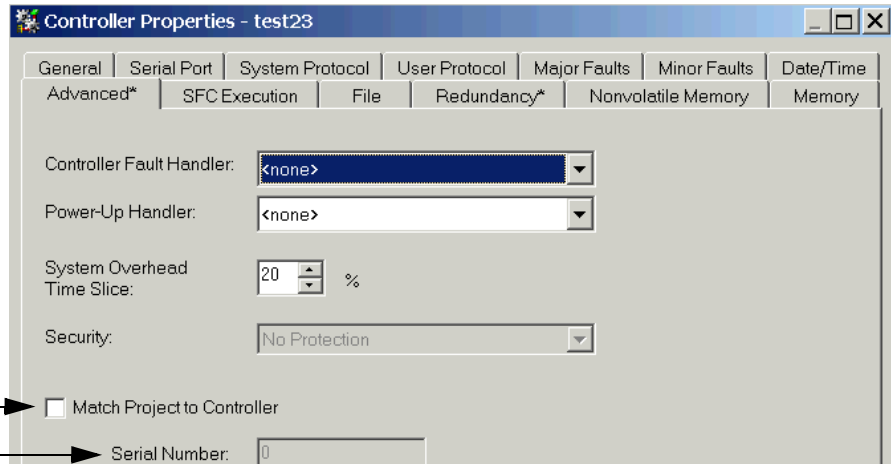 Controller Properties - test23
General Serial Port System Protocol User Protocol Major Faults Minor Faults Date/Time
Advanced* SFC Execution File Redundancy* Nonvolatile Memory Memory
Controller Fault Handler: <none>
Power-Up Handler: <none>
System Overhead
Time Slice: 20 %
Security: No Protection
Match Project to Controller
Serial Number: 0